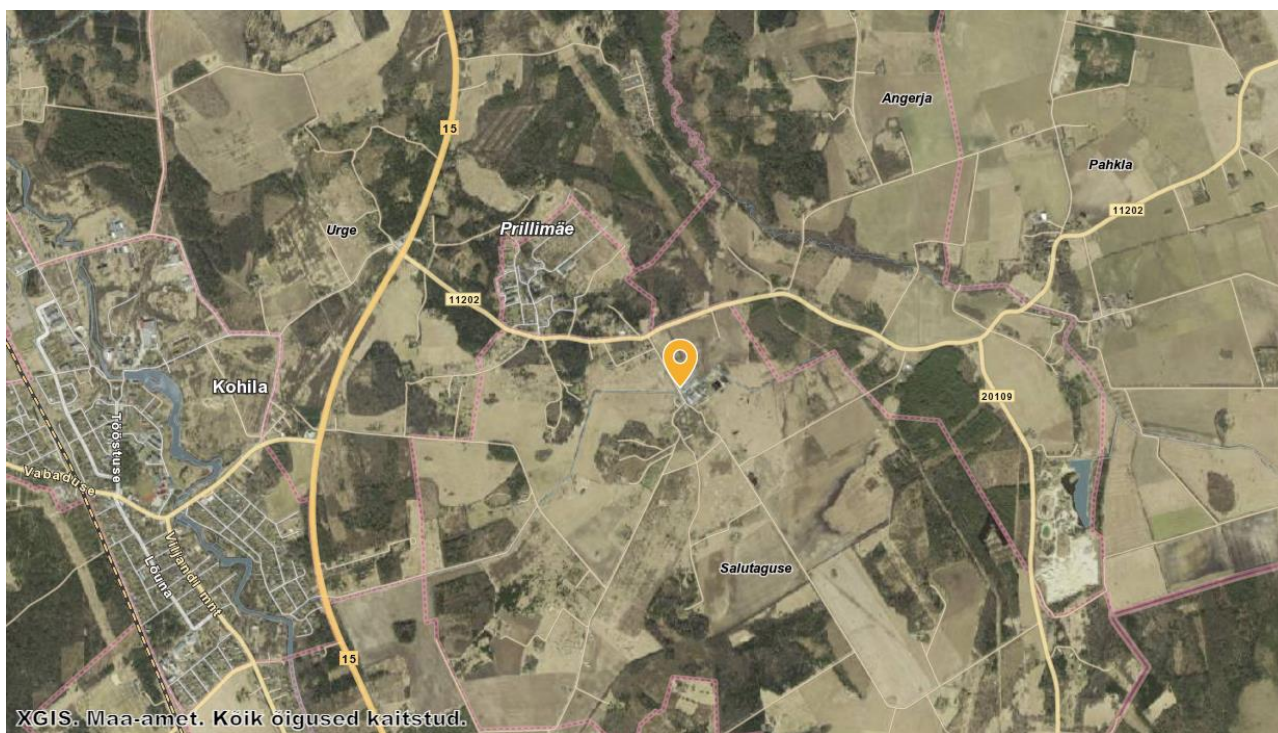 15
Angerja
Pahkla
11202
Urge
Prillimäe
11202
Kohila
20109
Tööstuse
Vabaduse
Viljandi mnt
Lõuna
Salutaguse
15
XGIS. Maa-amet. Kõik õigused kaitstud.